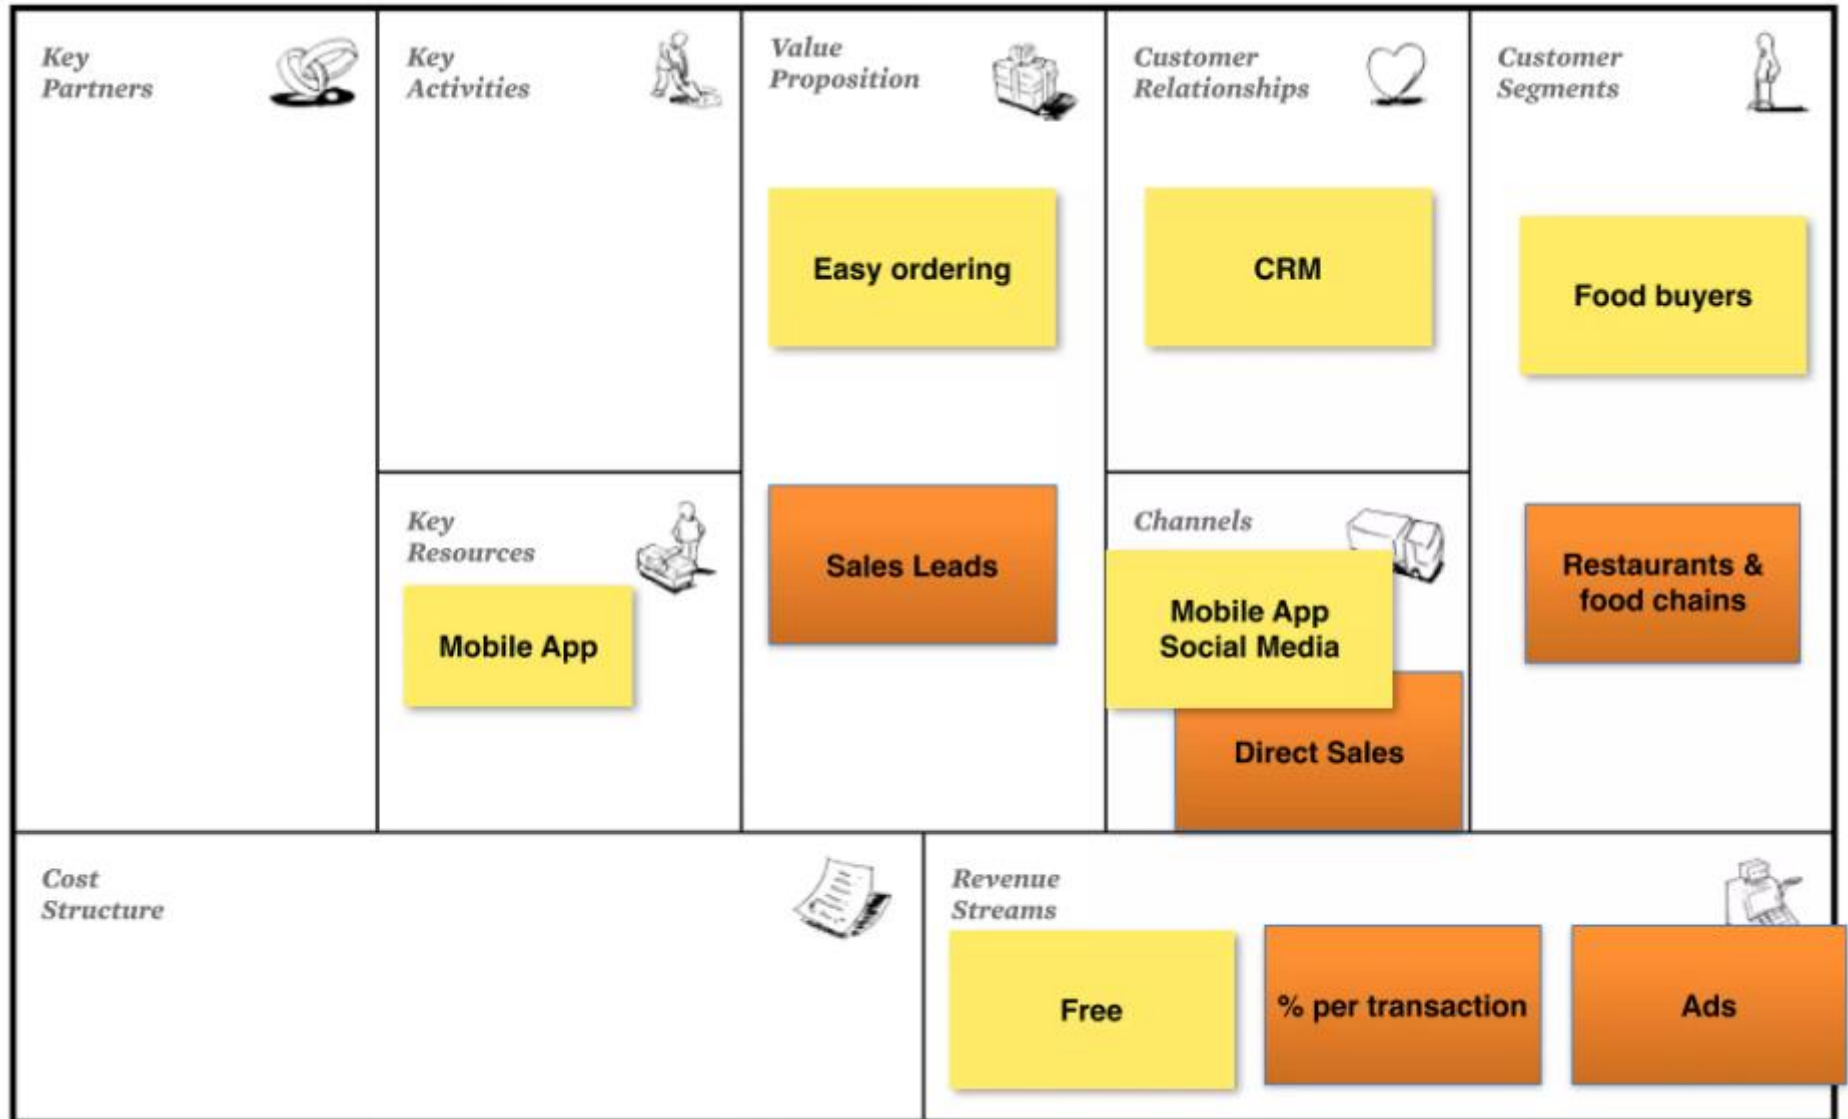 Key
Partners
Key
Activities
Value
Proposition
Customer
Relationships
Customer
Segments
Easy ordering
CRM
Food buyers
Key
Resources
Mobile App
Sales Leads
Channels
Mobile App
Social Media
Direct Sales
Restaurants &
food chains
Cost
Structure
Revenue
Streams
Free
% per transaction
Ads